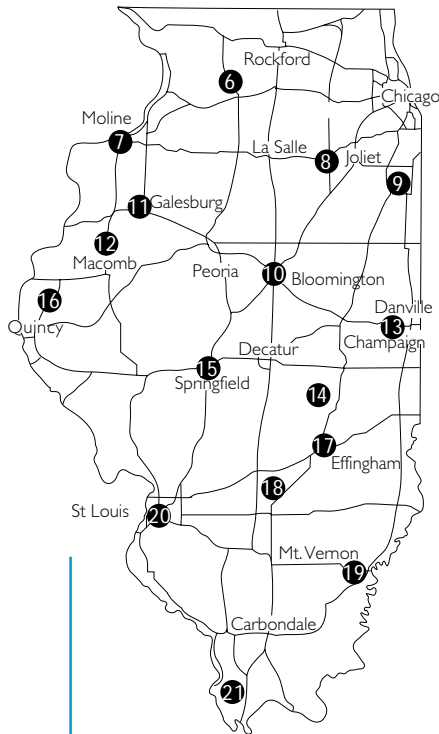 Rockford
6
Chicago
Moline
7
La Salle
8
Joliet
9
11
Galesburg
12
Macomb
Peoria
10
Bloomington
16
Quincy
Danville
13
Champaign
Decatur
15
Springfield
14
17
Effingham
18
St Louis
20
Mt. Vernon
19
Carbondale
21